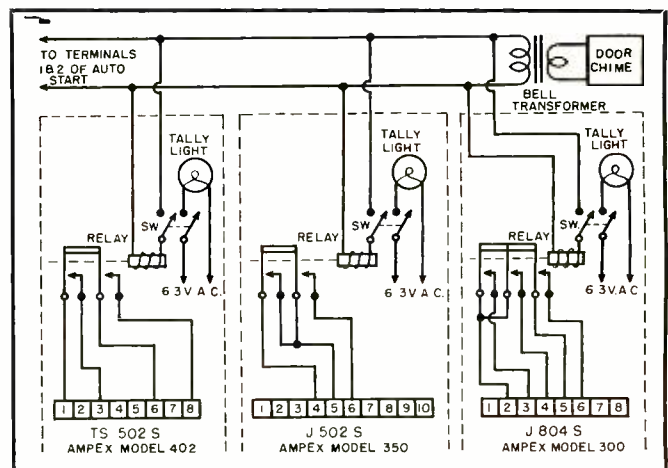 TO TERMINALS
1 & 2 OF AUTO
START
DOOR
CHIME
BELL
TRANSFORMER
TALLY
LIGHT
TALLY
LIGHT
TALLY
LIGHT
SW
SW
SW.
RELAY
RELAY
RELAY
6 3 V. A C.
6 3 V. A C.
6 3 V. A C
1 2 3 4 5 6 7 8
1 2 3 4 5 6 7 8 9 10
1 2 3 4 5 6 7 8
TS 502 S
AMPEX MODEL 402
J 502 S
AMPEX MODEL 350
J 804 S
AMPEX MODEL 300